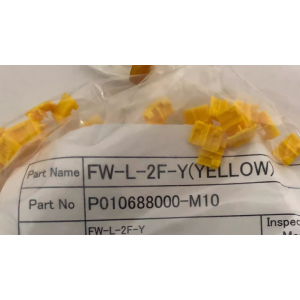 Part Name FW-L-2F-Y(YELLOW)
Part No P010688000-M10
FW-L-2F-Y
Inspec